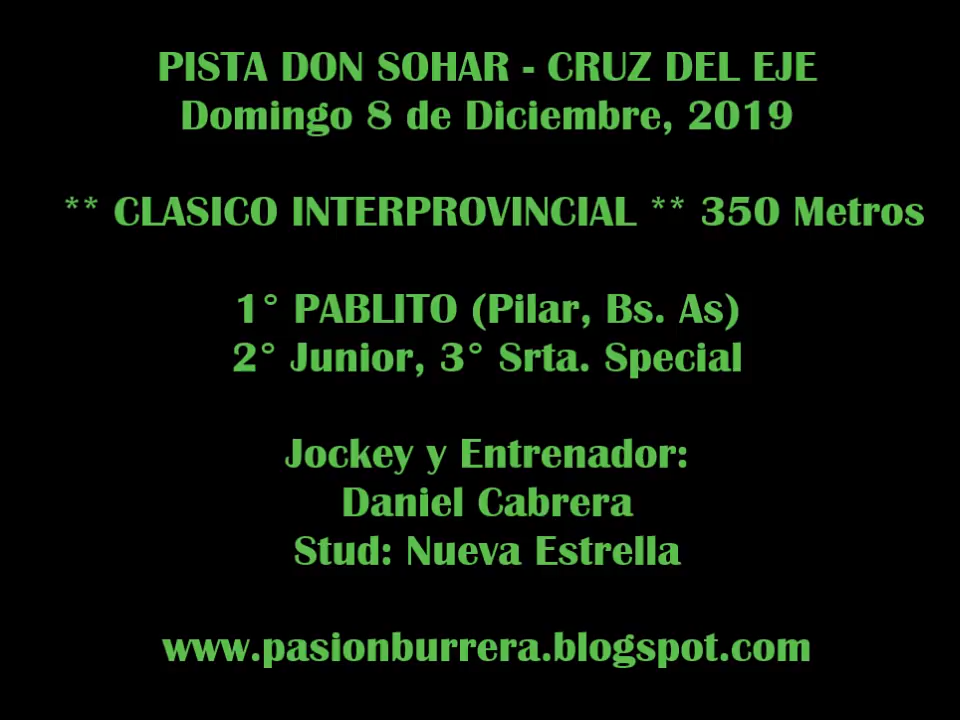 PISTA DON SOHAR - CRUZ DEL EJE
Domingo 8 de Diciembre, 2019
** CLASICO INTERPROVINCIAL ** 350 Metros
1° PABLITO (Pilar, Bs. As)
2° Junior, 3° Srta. Special
Jockey y Entrenador:
Daniel Cabrera
Stud: Nueva Estrella
www.pasionburrera.blogspot.com